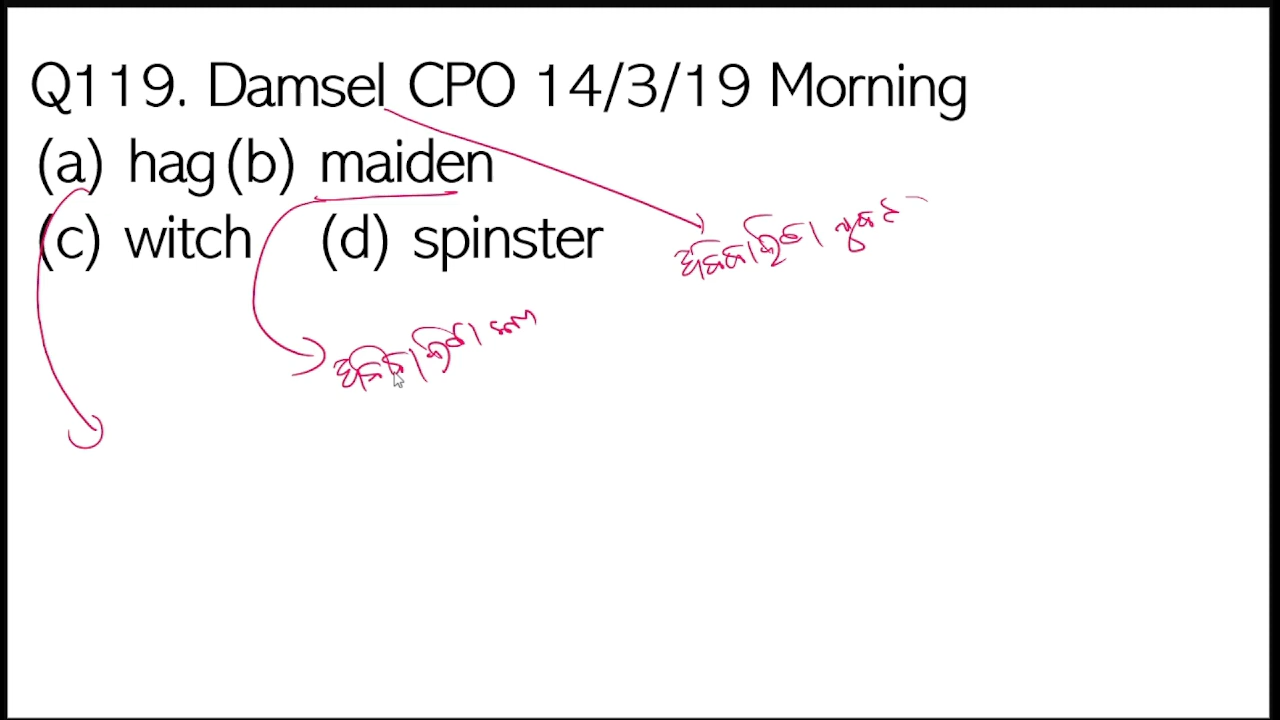 Q119. Damsel CPO 14/3/19 Morning
(a) hag (b) maiden
(c) witch (d) spinster